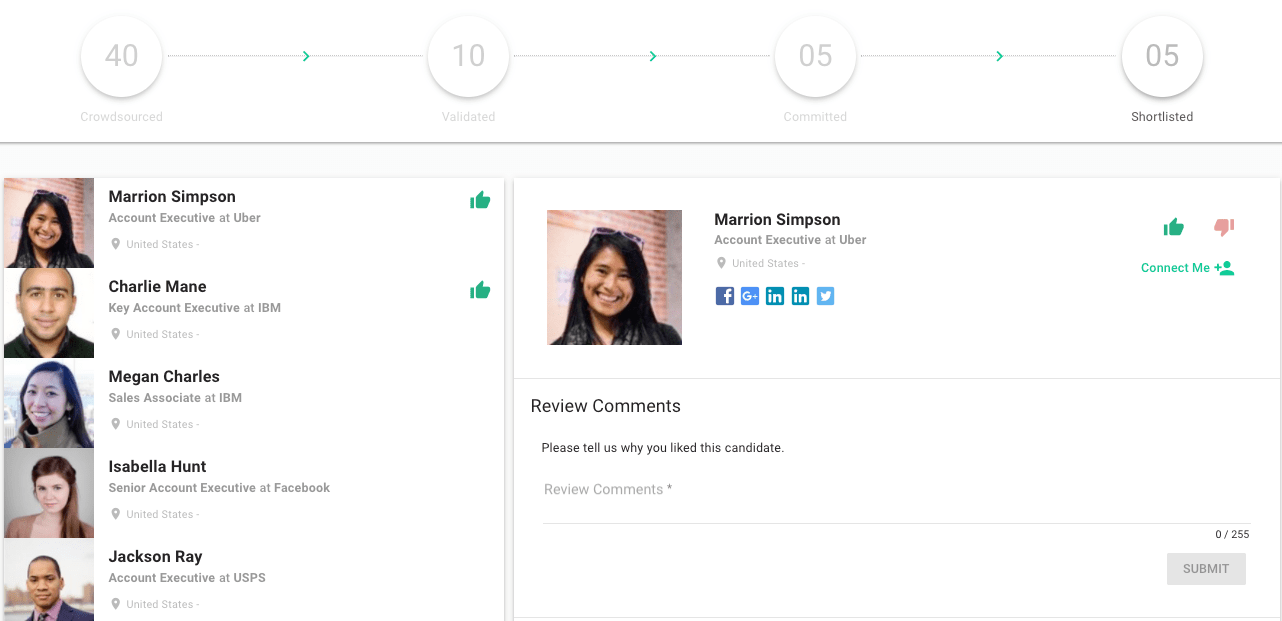 40
10
05
05
Crowdsourced
Validated
Committed
Shortlisted
Marrion Simpson
Account Executive at Uber
United States -
Charlie Mane
Key Account Executive at IBM
United States -
Megan Charles
Sales Associate at IBM
United States -
Isabella Hunt
Senior Account Executive at Facebook
United States -
Jackson Ray
Account Executive at USPS
United States -
Marrion Simpson
Account Executive at Uber
United States -
Connect Me
Review Comments
Please tell us why you liked this candidate.
Review Comments *
0 / 255
SUBMIT